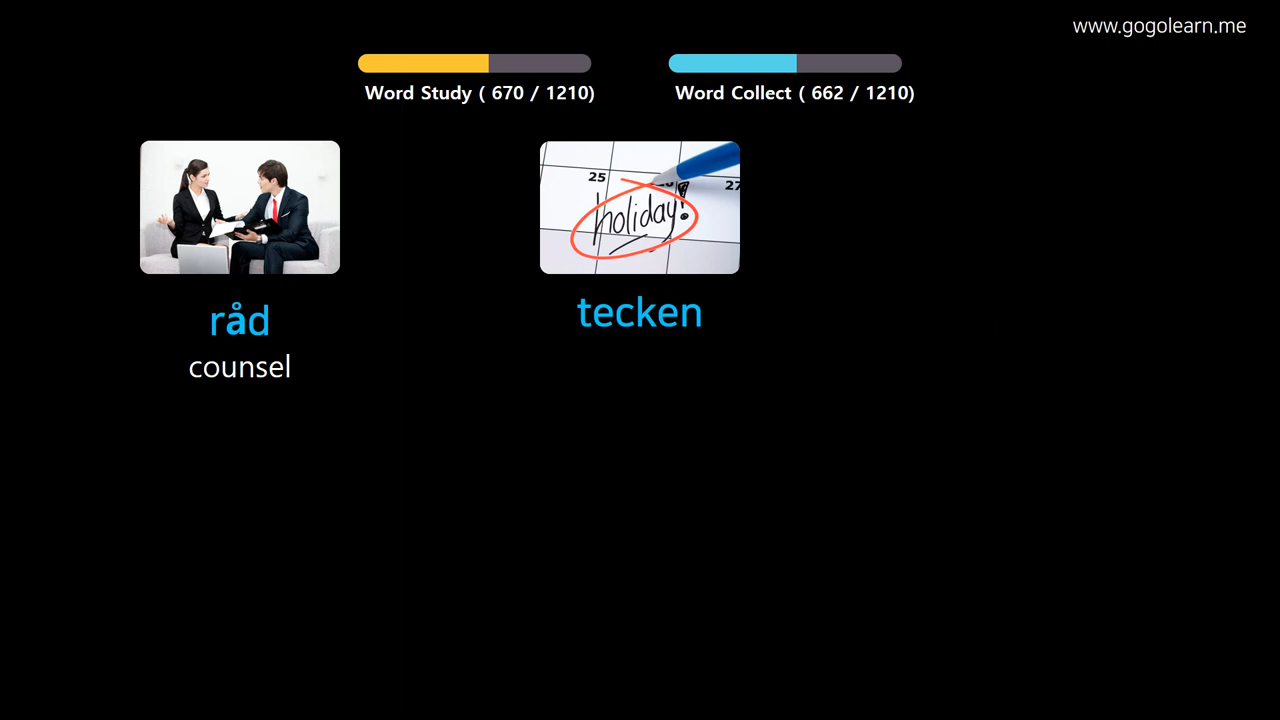 www.gogolearn.me
Word Study ( 670 / 1210)
Word Collect ( 662 / 1210)
25
27
holiday!
råd
tecken
counsel